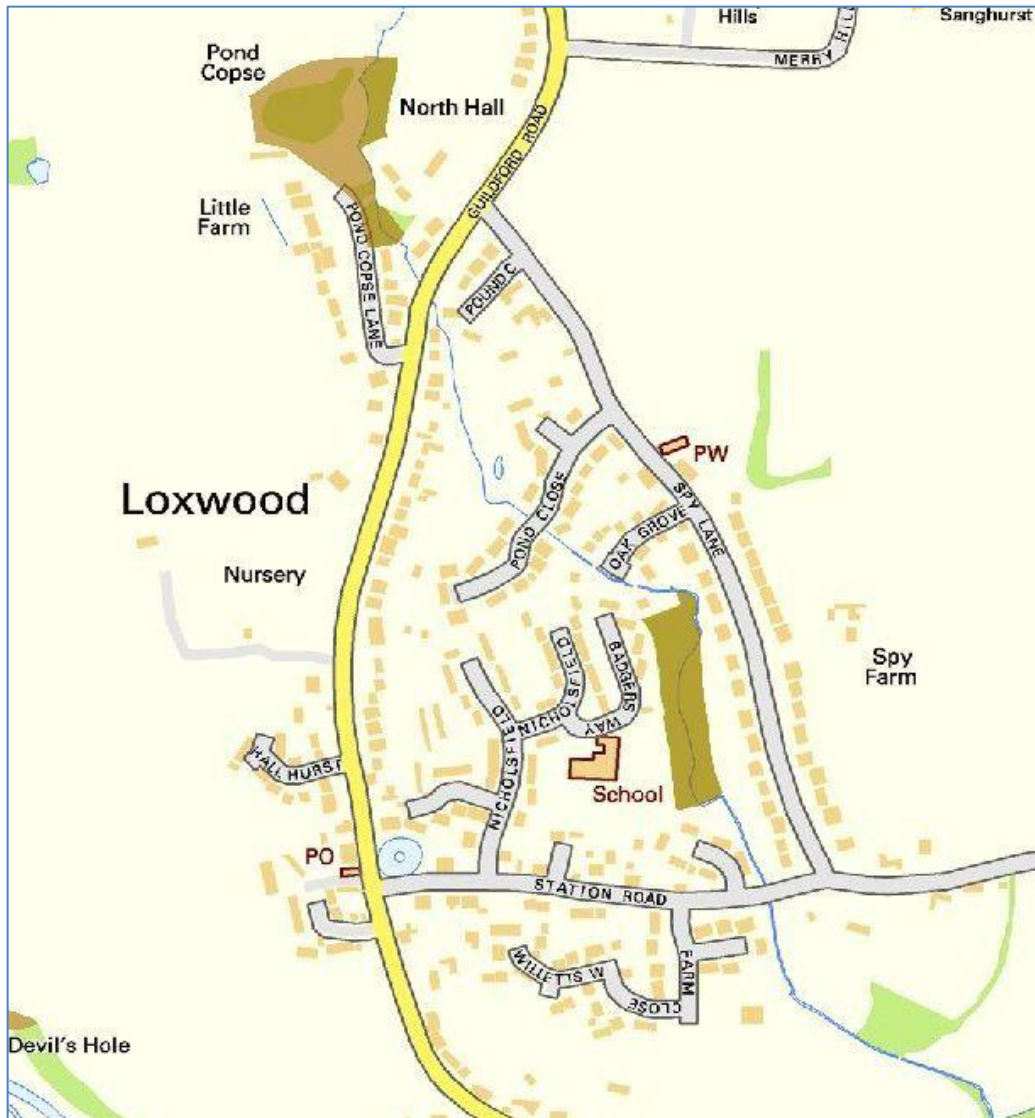 Hills
Sanghurst
MERRY HILL
Pond
Copse
North Hall
GUILDFORD ROAD
Little
Farm
POND COPSE LANE
POUND C
PW
SPY LANE
Loxwood
POND CLOSE
OAK GROVE
Nursery
NICHOLSFIELD
BADGERS
WAY
Spy
Farm
NICHOLSFIELD
HALL HURST
School
PO
STATION ROAD
FARM
CLOSE
WILLETTS W
Devil's Hole